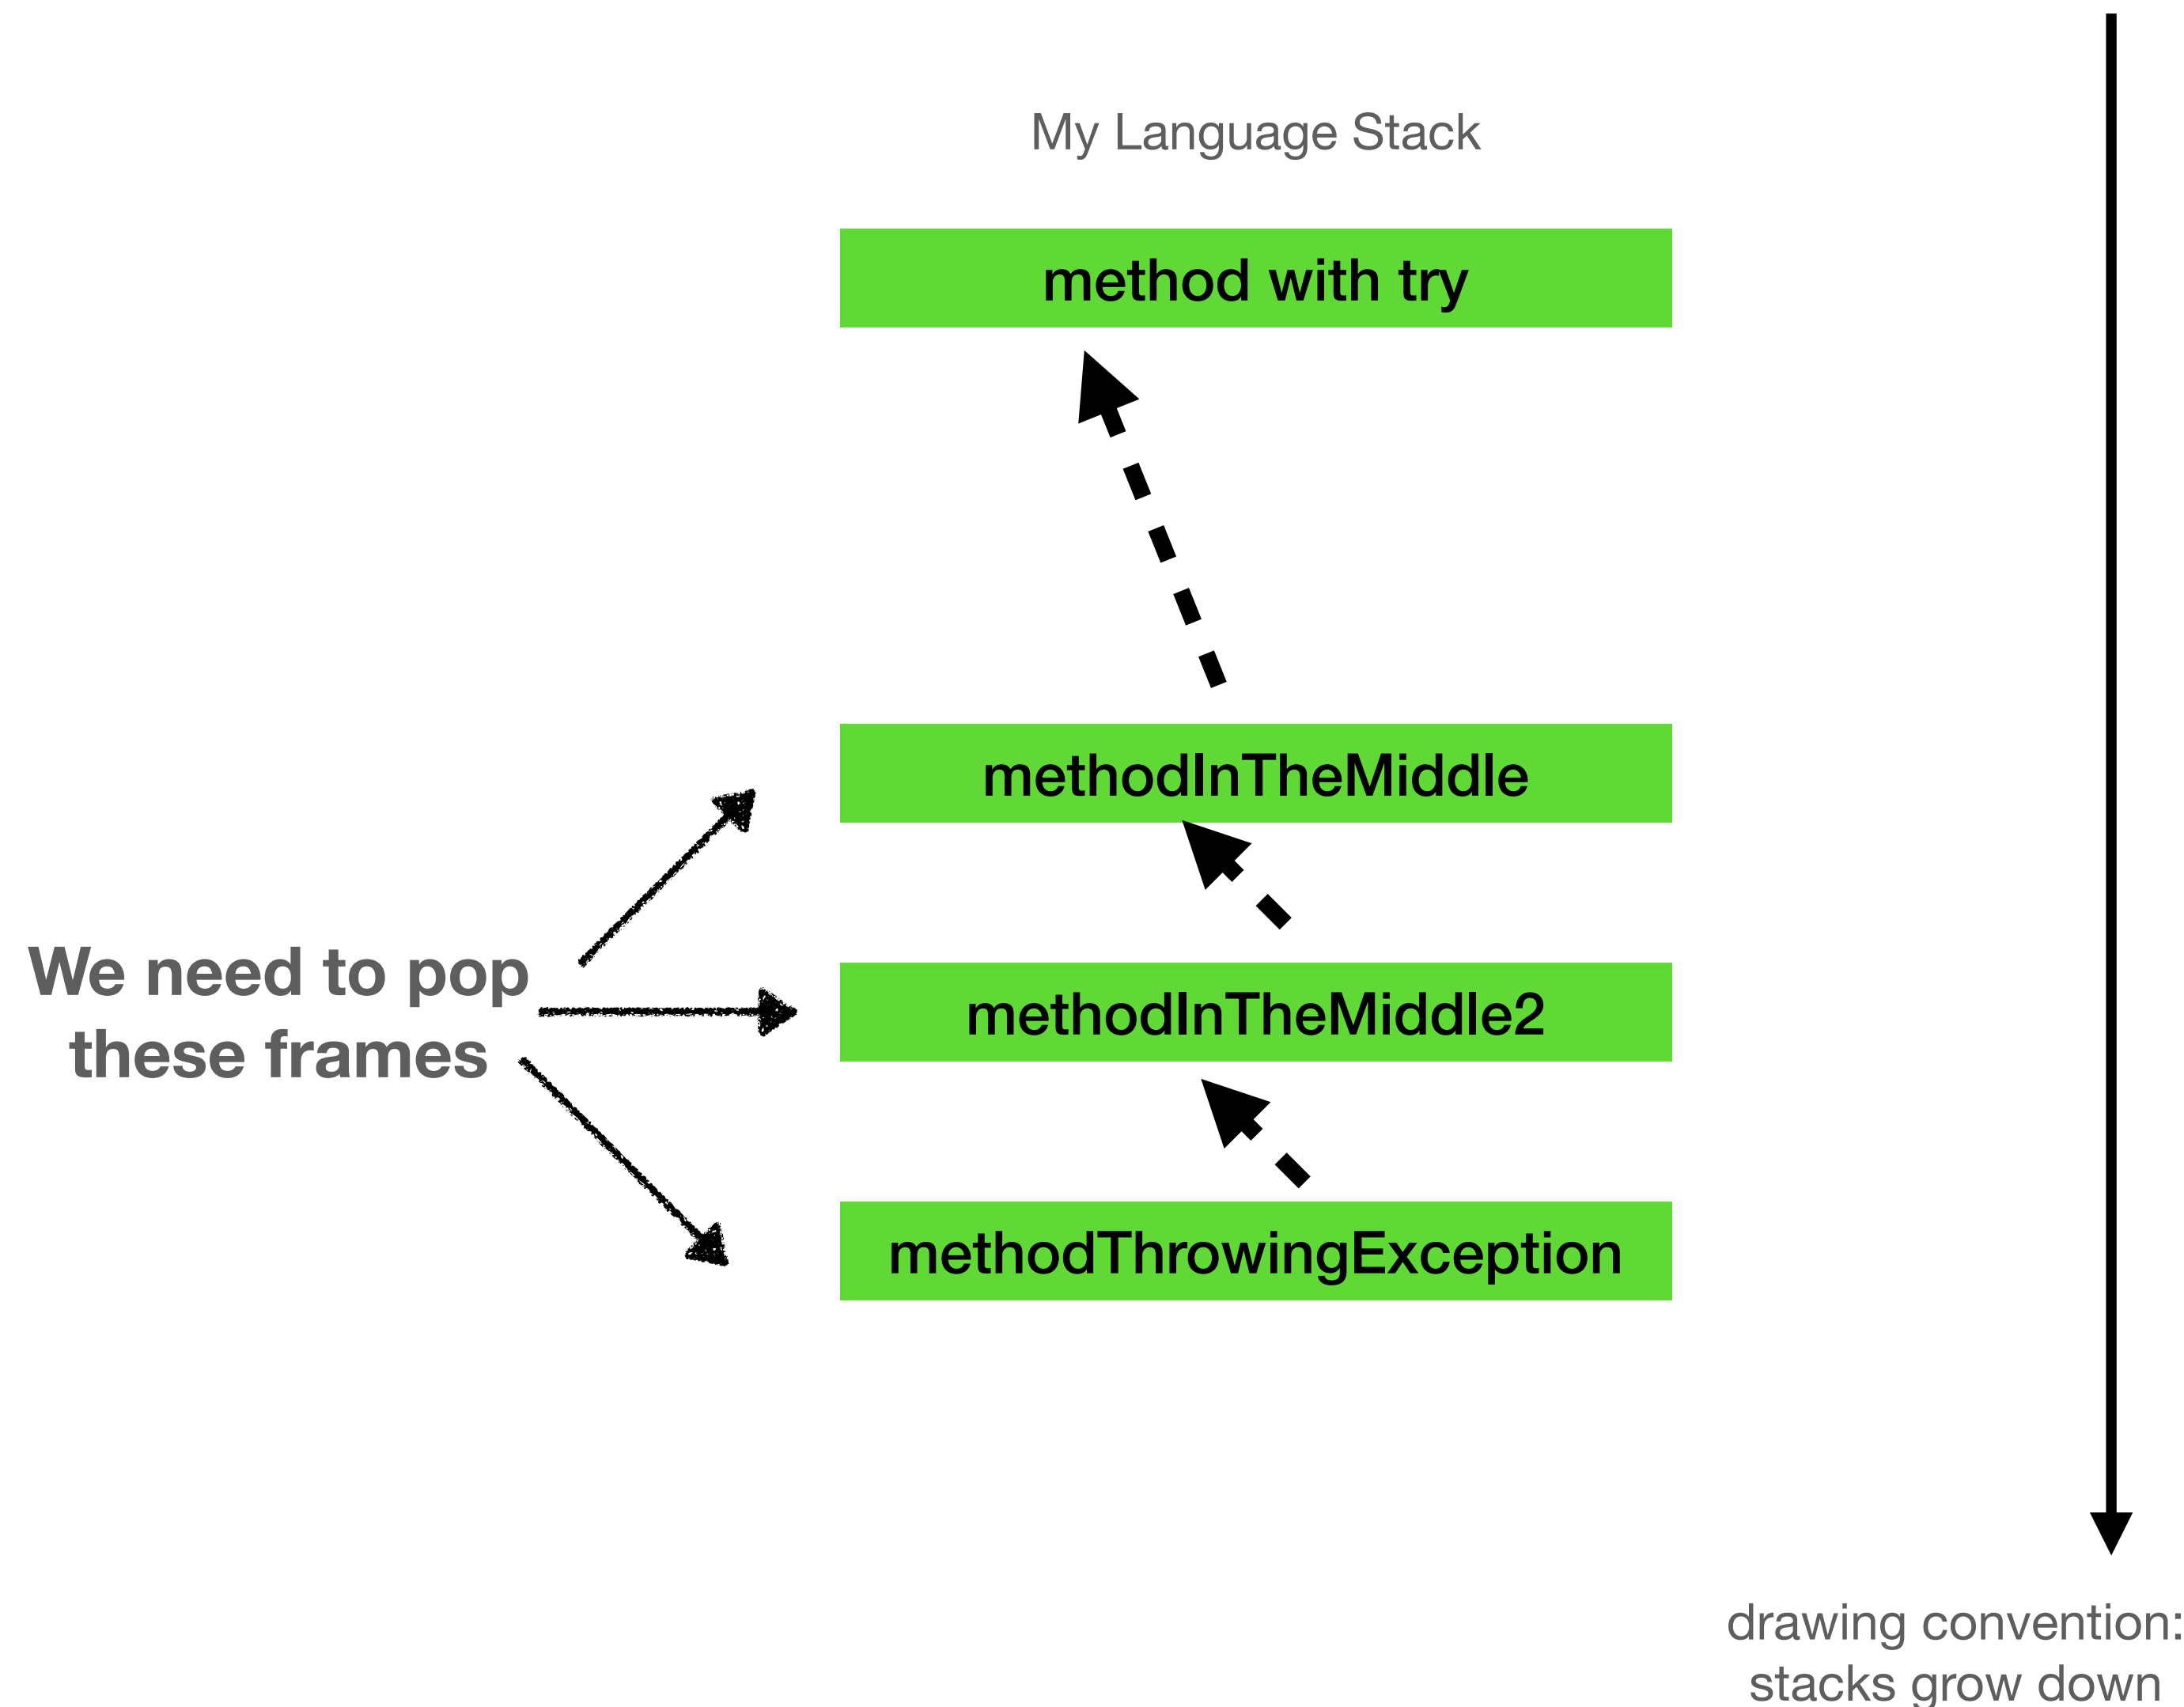 My Language Stack
method with try
methodInTheMiddle
We need to pop
these frames
methodInTheMiddle2
methodThrowingException
drawing convention:
stacks grow down